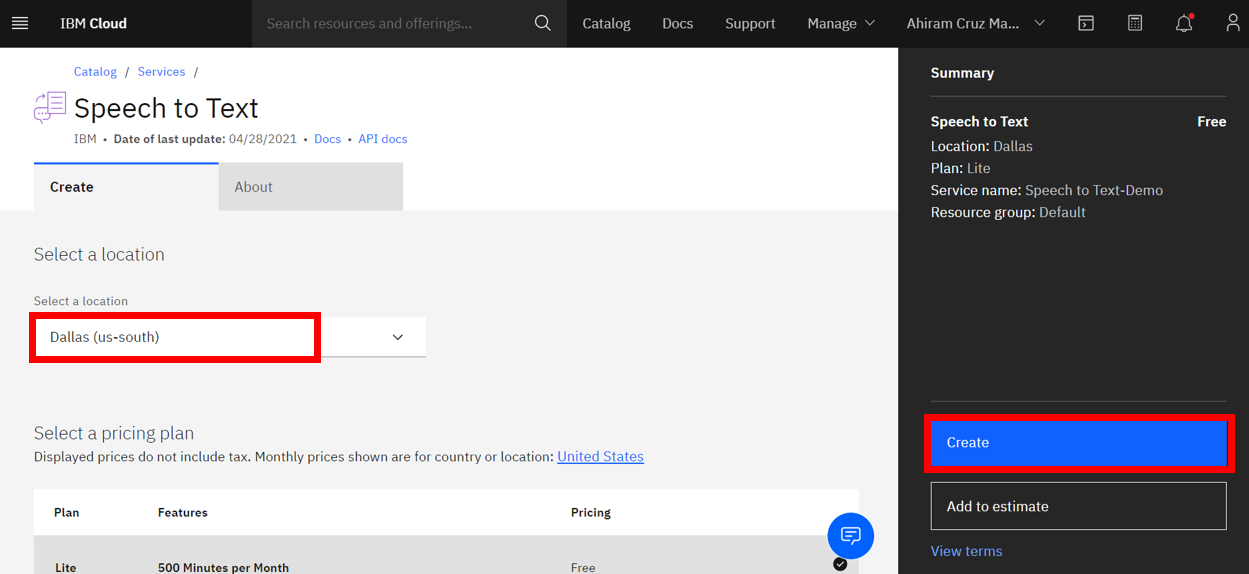 IBM Cloud
Search resources and offerings...
Catalog
Docs
Support
Manage
Ahiram Cruz Ma...
Catalog / Services /
Speech to Text
IBM • Date of last update: 04/28/2021 • Docs • API docs
Create
About
Select a location
Select a location
Dallas (us-south)
Select a pricing plan
Displayed prices do not include tax. Monthly prices shown are for country or location: United States
Plan Features Pricing
Lite 500 Minutes per Month Free
Summary
Speech to Text Free
Location: Dallas
Plan: Lite
Service name: Speech to Text-Demo
Resource group: Default
Create
Add to estimate
View terms